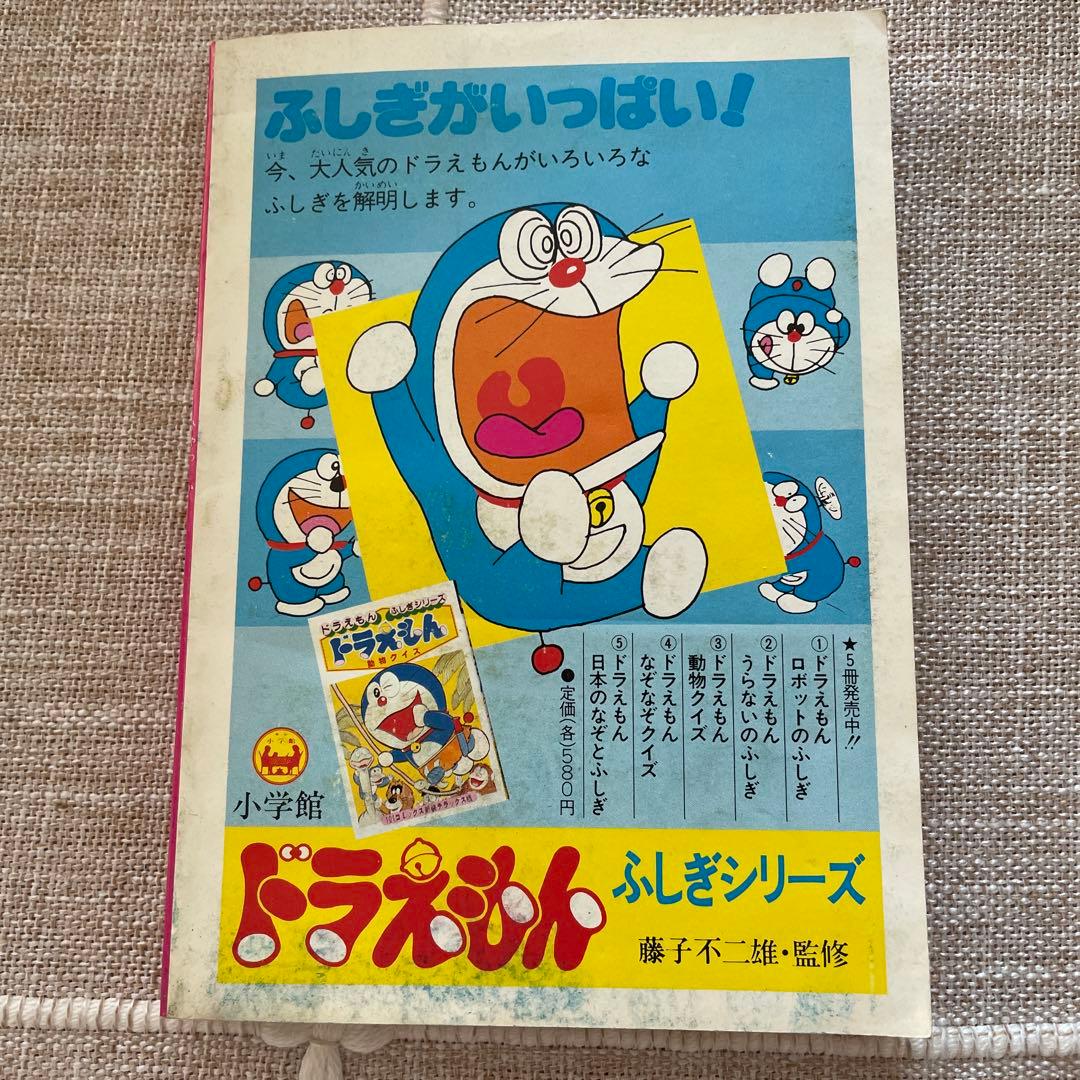 ふしぎがいっぱい!
今、大人気のドラえもんがいろいろな
ふしぎを解明します。
★5冊発売中!!
①ドラえもん
ロボットのふしぎ
②ドラえもん
うらないのふしぎ
③ドラえもん
動物クイズ
④ドラえもん
なぞなぞクイズ
⑤ドラえもん
日本のなぞとふしぎ
●定価(各)580円
ドラえもん ふしぎシリーズ
ドラえもん
動物クイズ
小学館
小学館
ドラえもん
ふしぎシリーズ
藤子不二雄・監修